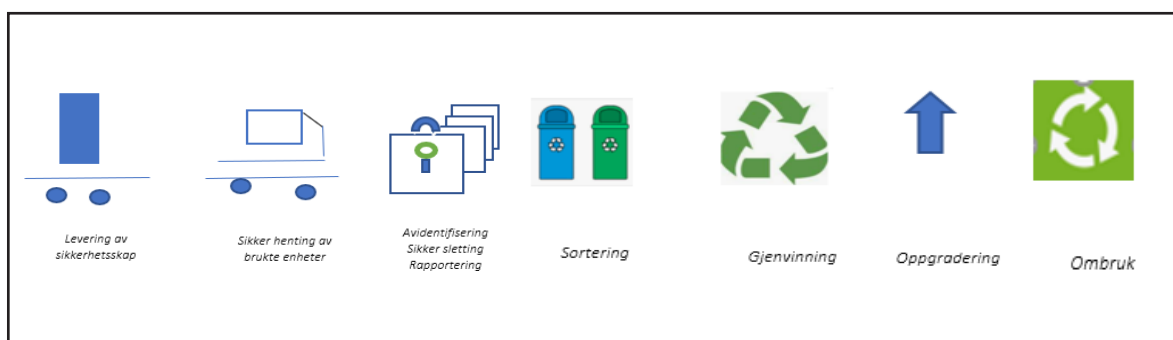 Levering av
sikkerhetsskap
Sikker henting av
brukte enheter
Avidentifisering
Sikker sletting
Rapportering
Sortering
Gjenvinning
Oppgradering
Ombruk